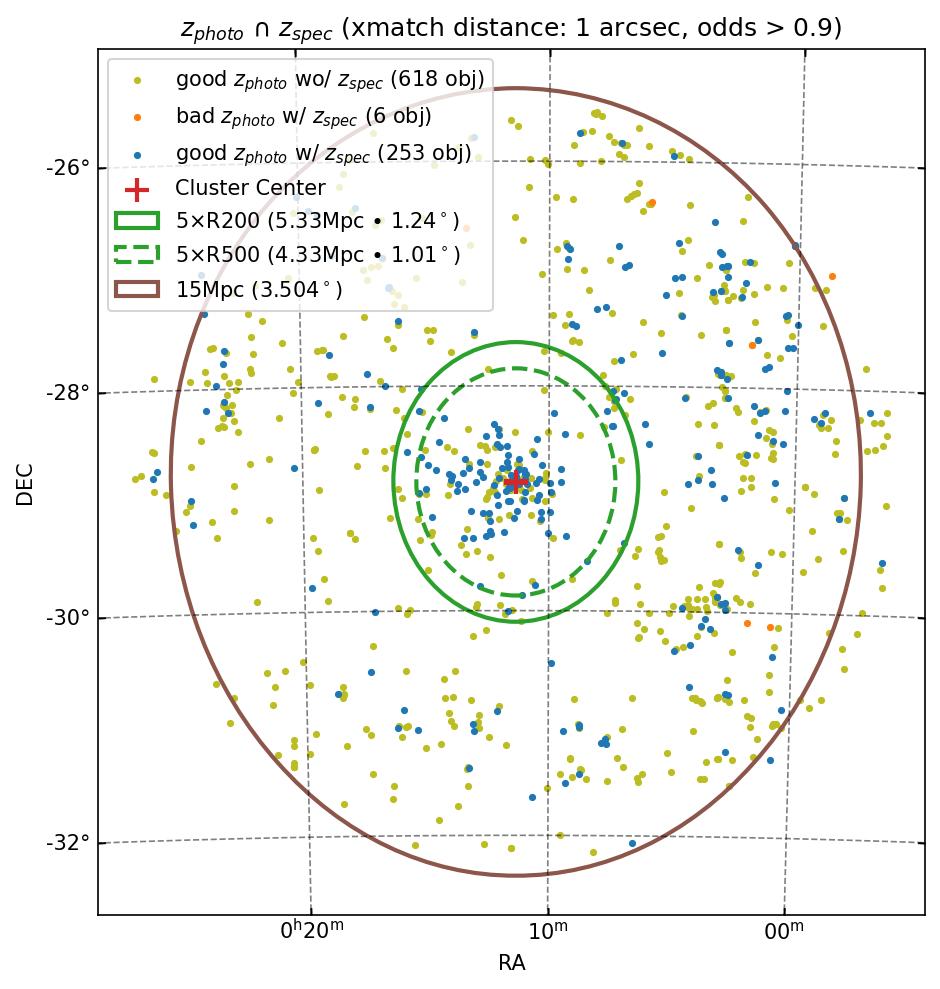 z_photo ∩ z_spec (xmatch distance: 1 arcsec, odds > 0.9)
good z_photo wo/ z_spec (618 obj)
bad z_photo w/ z_spec (6 obj)
good z_photo w/ z_spec (253 obj)
Cluster Center
5×R200 (5.33Mpc • 1.24°)
5×R500 (4.33Mpc • 1.01°)
15Mpc (3.504°)
-26°
-28°
-30°
-32°
DEC
0ʰ20ᵐ 10ᵐ 00ᵐ
RA